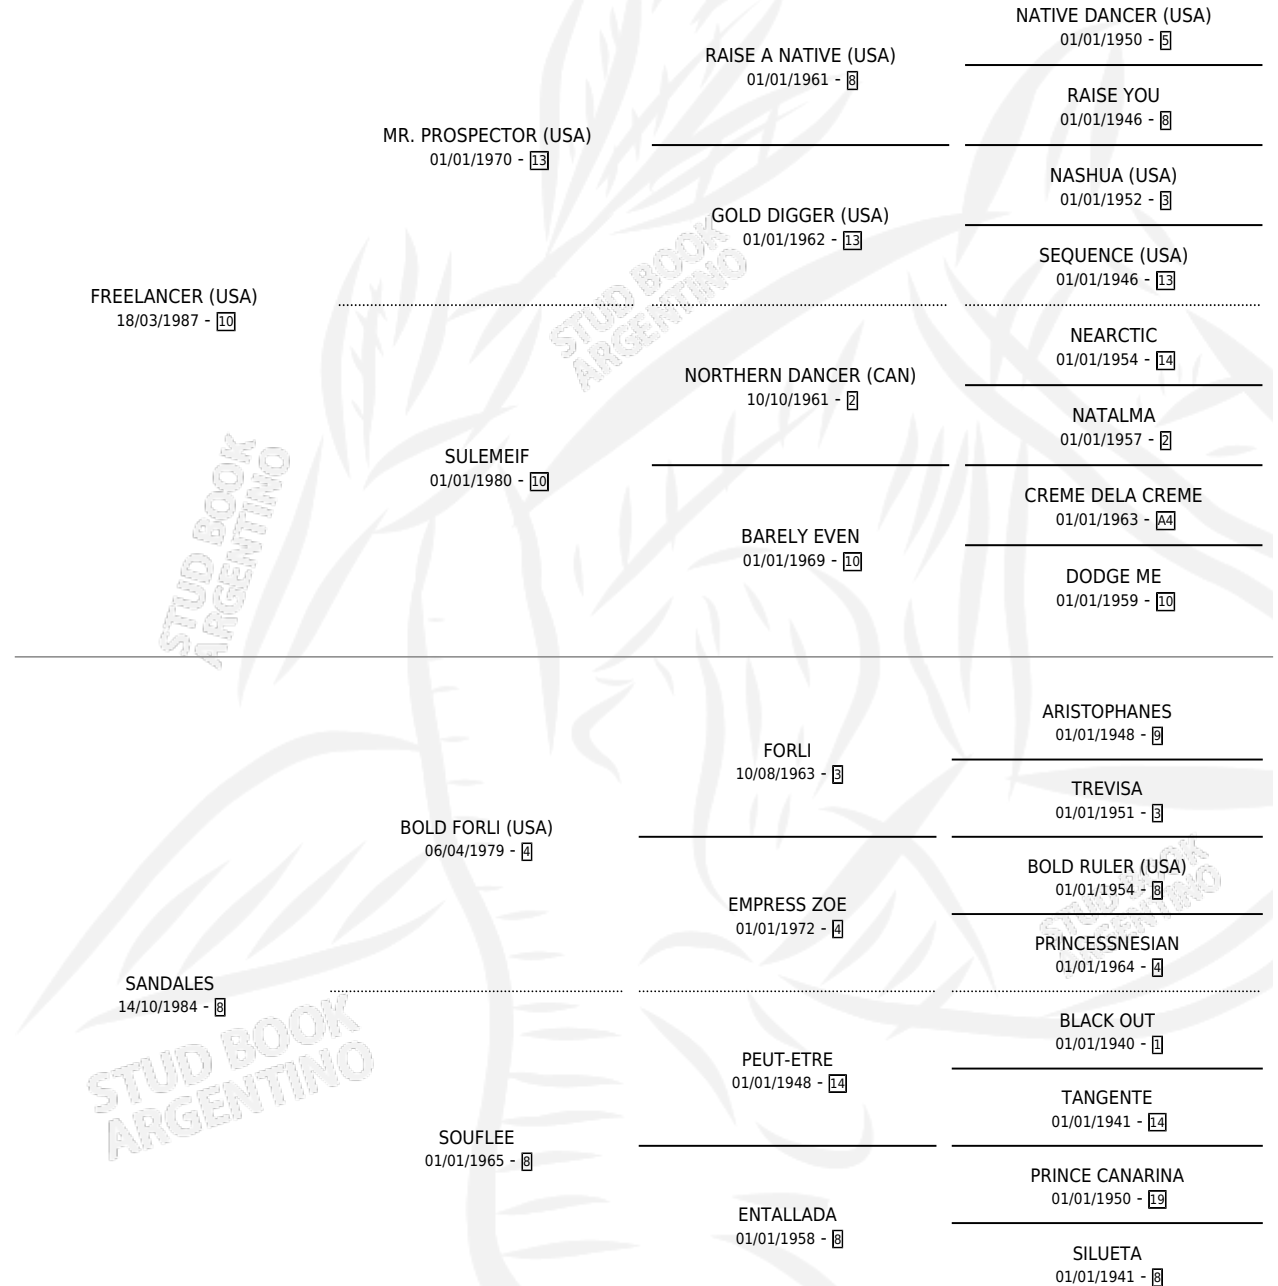 NATIVE DANCER (USA)
01/01/1950 - 5
RAISE A NATIVE (USA)
01/01/1961 - 8
RAISE YOU
01/01/1946 - 8
MR. PROSPECTOR (USA)
01/01/1970 - 13
NASHUA (USA)
01/01/1952 - 3
GOLD DIGGER (USA)
01/01/1962 - 13
SEQUENCE (USA)
01/01/1946 - 13
FREELANCER (USA)
18/03/1987 - 10
NEARCTIC
01/01/1954 - 14
NORTHERN DANCER (CAN)
10/10/1961 - 2
NATALMA
01/01/1957 - 2
SULEMEIF
01/01/1980 - 10
CREME DELA CREME
01/01/1963 - A4
BARELY EVEN
01/01/1969 - 10
DODGE ME
01/01/1959 - 10
ARISTOPHANES
01/01/1948 - 9
FORLI
10/08/1963 - 3
TREVISA
01/01/1951 - 3
BOLD FORLI (USA)
06/04/1979 - 4
BOLD RULER (USA)
01/01/1954 - 8
EMPRESS ZOE
01/01/1972 - 4
PRINCESSNESIAN
01/01/1964 - 4
SANDALES
14/10/1984 - 8
BLACK OUT
01/01/1940 - 1
PEUT-ETRE
01/01/1948 - 14
TANGENTE
01/01/1941 - 14
SOUFLEE
01/01/1965 - 8
PRINCE CANARINA
01/01/1950 - 19
ENTALLADA
01/01/1958 - 8
SILUETA
01/01/1941 - 8
STUD BOOK
ARGENTINO
STUD BOOK
ARGENTINO
STUD BOOK
ARGENTINO
STUD BOOK
ARGENTINO